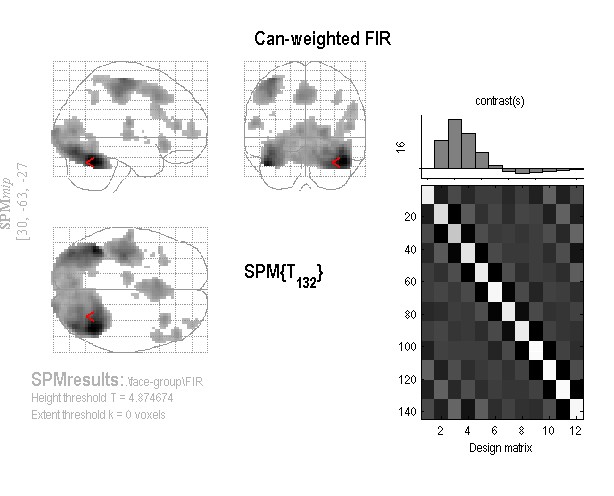 Can-weighted FIR
SPMmip
[30, -63, -27]
<
<
<
SPM{T132}
SPMresults: .\face-group\FIR
Height threshold T = 4.874674
Extent threshold k = 0 voxels
contrast(s)
16
20
40
60
80
100
120
140
2 4 6 8 10 12
Design matrix